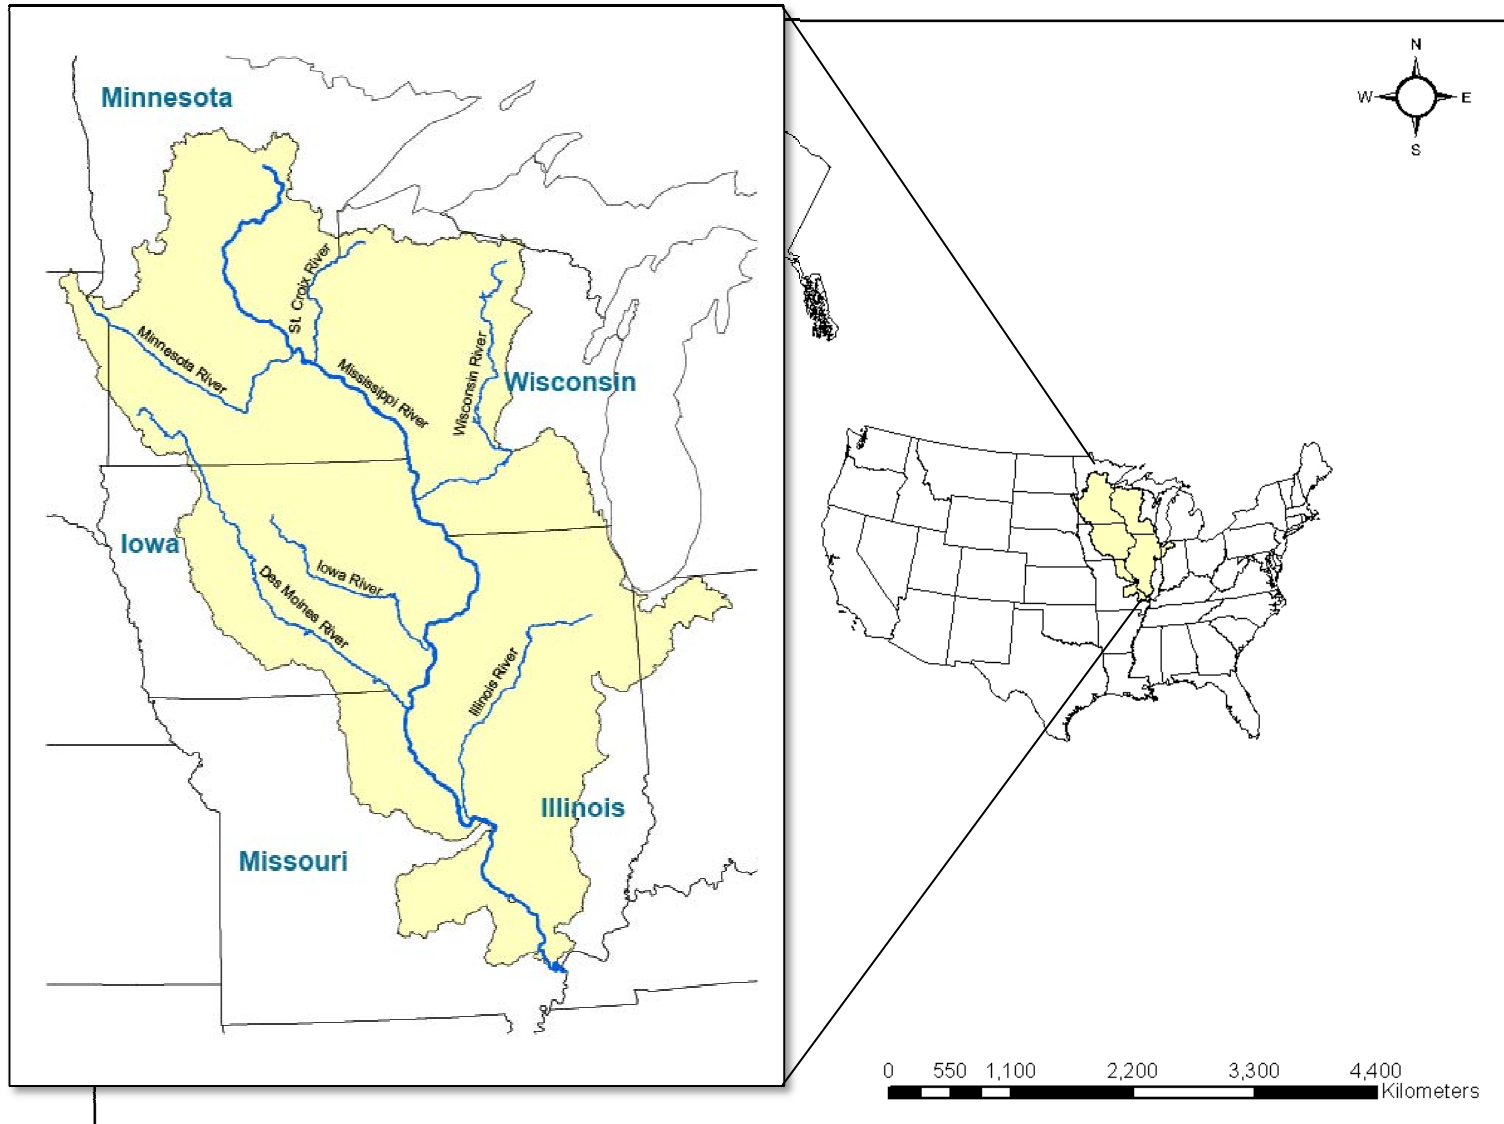 Minnesota
St. Croix River
Minnesota River
Mississippi River
Wisconsin River
Wisconsin
Iowa
Iowa River
Des Moines River
Illinois River
Illinois
Missouri
N
W E
S
0 550 1,100 2,200 3,300 4,400
Kilometers